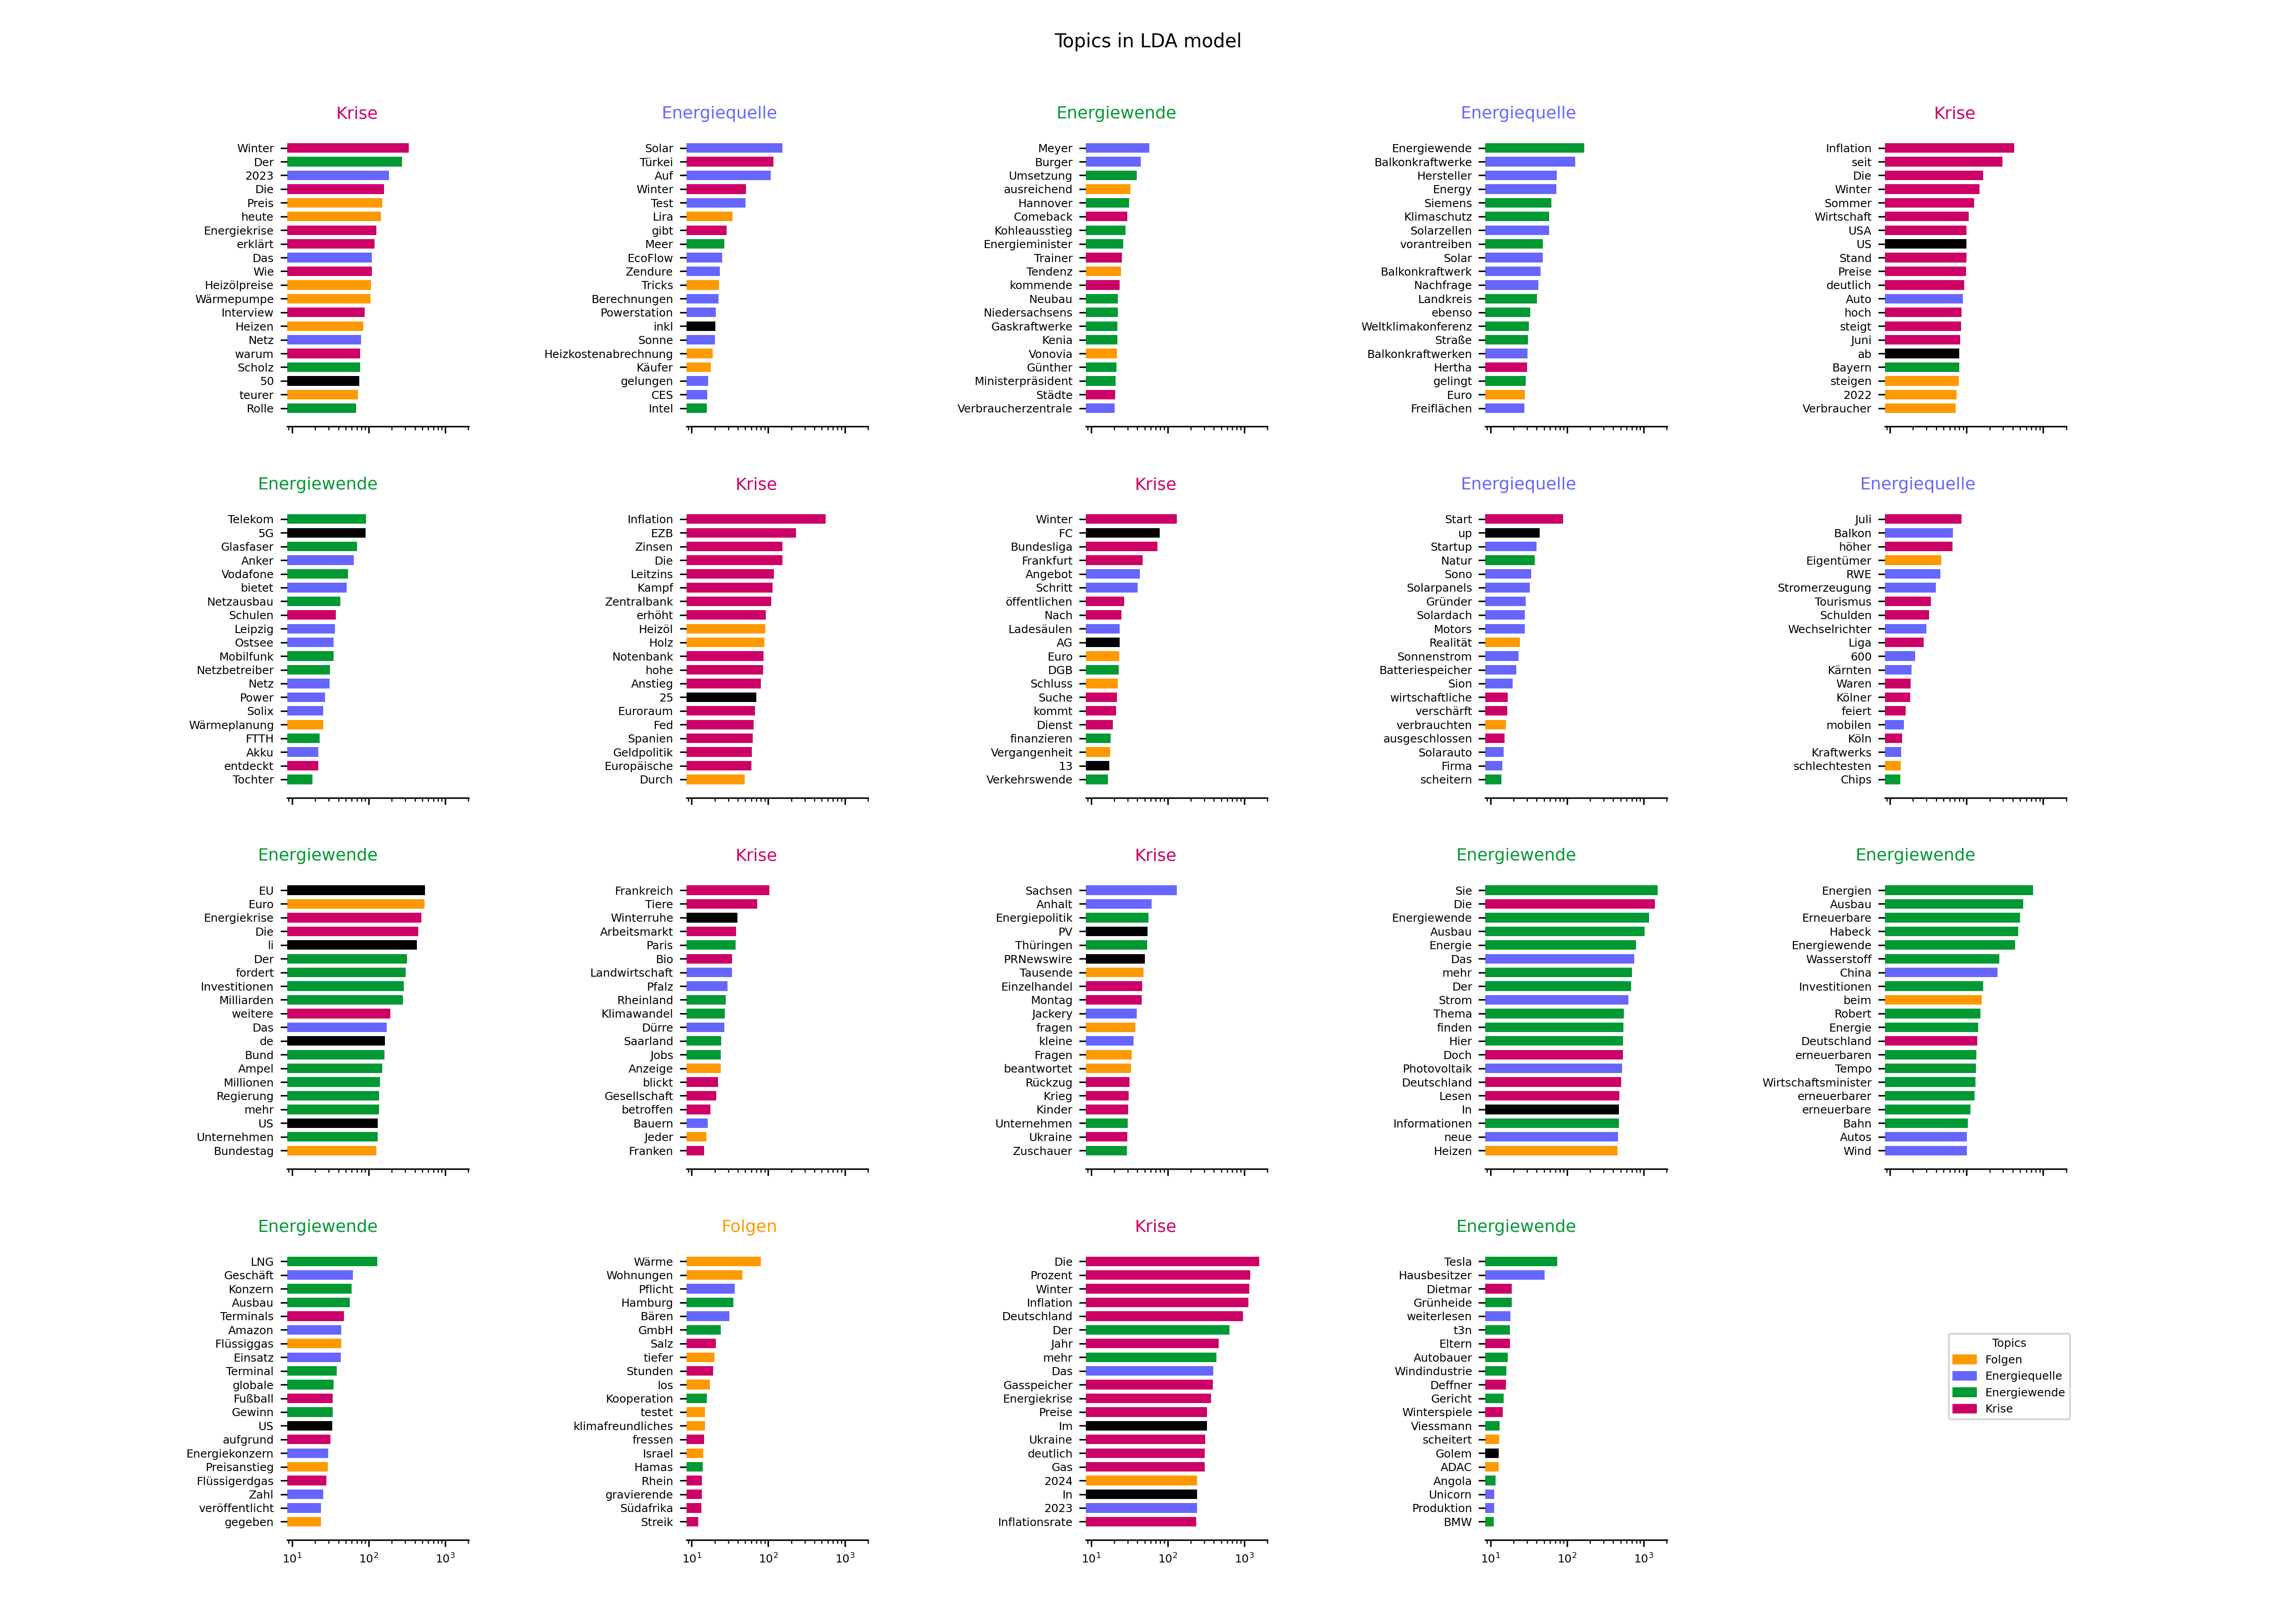 Topics in LDA model
Krise
Winter
Der
2023
Die
Preis
heute
Energiekrise
erklärt
Das
Wie
Heizölpreise
Wärmepumpe
Interview
Heizen
Netz
warum
Scholz
50
teurer
Rolle
Energiequelle
Solar
Türkei
Auf
Winter
Test
Lira
gibt
Meer
EcoFlow
Zendure
Tricks
Berechnungen
Powerstation
inkl
Sonne
Heizkostenabrechnung
Käufer
gelungen
CES
Intel
Energiewende
Meyer
Burger
Umsetzung
ausreichend
Hannover
Comeback
Kohleausstieg
Energieminister
Trainer
Tendenz
kommende
Neubau
Niedersachsens
Gaskraftwerke
Kenia
Vonovia
Günther
Ministerpräsident
Städte
Verbraucherzentrale
Energiequelle
Energiewende
Balkonkraftwerke
Hersteller
Energy
Siemens
Klimaschutz
Solarzellen
vorantreiben
Solar
Balkonkraftwerk
Nachfrage
Landkreis
ebenso
Weltklimakonferenz
Straße
Balkonkraftwerken
Hertha
gelingt
Euro
Freiflächen
Krise
Inflation
seit
Die
Winter
Sommer
Wirtschaft
USA
US
Stand
Preise
deutlich
Auto
hoch
steigt
Juni
ab
Bayern
steigen
2022
Verbraucher
Energiewende
Telekom
5G
Glasfaser
Anker
Vodafone
bietet
Netzausbau
Schulen
Leipzig
Ostsee
Mobilfunk
Netzbetreiber
Netz
Power
Solix
Wärmeplanung
FTTH
Akku
entdeckt
Tochter
Krise
Inflation
EZB
Zinsen
Die
Leitzins
Kampf
Zentralbank
erhöht
Heizöl
Holz
Notenbank
hohe
Anstieg
25
Euroraum
Fed
Spanien
Geldpolitik
Europäische
Durch
Krise
Winter
FC
Bundesliga
Frankfurt
Angebot
Schritt
öffentlichen
Nach
Ladesäulen
AG
Euro
DGB
Schluss
Suche
kommt
Dienst
finanzieren
Vergangenheit
13
Verkehrswende
Energiequelle
Start
up
Startup
Natur
Sono
Solarpanels
Gründer
Solardach
Motors
Realität
Sonnenstrom
Batteriespeicher
Sion
wirtschaftliche
verschärft
verbrauchten
ausgeschlossen
Solarauto
Firma
scheitern
Energiequelle
Juli
Balkon
höher
Eigentümer
RWE
Stromerzeugung
Tourismus
Schulden
Wechselrichter
Liga
600
Kärnten
Waren
Kölner
feiert
mobilen
Köln
Kraftwerks
schlechtesten
Chips
Energiewende
EU
Euro
Energiekrise
Die
li
Der
fordert
Investitionen
Milliarden
weitere
Das
de
Bund
Ampel
Millionen
Regierung
mehr
US
Unternehmen
Bundestag
Krise
Frankreich
Tiere
Winterruhe
Arbeitsmarkt
Paris
Bio
Landwirtschaft
Pfalz
Rheinland
Klimawandel
Dürre
Saarland
Jobs
Anzeige
blickt
Gesellschaft
betroffen
Bauern
Jeder
Franken
Krise
Sachsen
Anhalt
Energiepolitik
PV
Thüringen
PRNewswire
Tausende
Einzelhandel
Montag
Jackery
fragen
kleine
Fragen
beantwortet
Rückzug
Krieg
Kinder
Unternehmen
Ukraine
Zuschauer
Energiewende
Sie
Die
Energiewende
Ausbau
Energie
Das
mehr
Der
Strom
Thema
finden
Hier
Doch
Photovoltaik
Deutschland
Lesen
In
Informationen
neue
Heizen
Energiewende
Energien
Ausbau
Erneuerbare
Habeck
Energiewende
Wasserstoff
China
Investitionen
beim
Robert
Energie
Deutschland
erneuerbaren
Tempo
Wirtschaftsminister
erneuerbarer
erneuerbare
Bahn
Autos
Wind
Energiewende
LNG
Geschäft
Konzern
Ausbau
Terminals
Amazon
Flüssiggas
Einsatz
Terminal
globale
Fußball
Gewinn
US
aufgrund
Energiekonzern
Preisanstieg
Flüssigerdgas
Zahl
veröffentlicht
gegeben
10¹ 10² 10³
Folgen
Wärme
Wohnungen
Pflicht
Hamburg
Bären
GmbH
Salz
tiefer
Stunden
los
Kooperation
testet
klimafreundliches
fressen
Israel
Hamas
Rhein
gravierende
Südafrika
Streik
10¹ 10² 10³
Krise
Die
Prozent
Winter
Inflation
Deutschland
Der
Jahr
mehr
Das
Gasspeicher
Energiekrise
Preise
Im
Ukraine
deutlich
Gas
2024
In
2023
Inflationsrate
10¹ 10² 10³
Energiewende
Tesla
Hausbesitzer
Dietmar
Grünheide
weiterlesen
t3n
Eltern
Autobauer
Windindustrie
Deffner
Gericht
Winterspiele
Viessmann
scheitert
Golem
ADAC
Angola
Unicorn
Produktion
BMW
10¹ 10² 10³
Topics
Folgen
Energiequelle
Energiewende
Krise